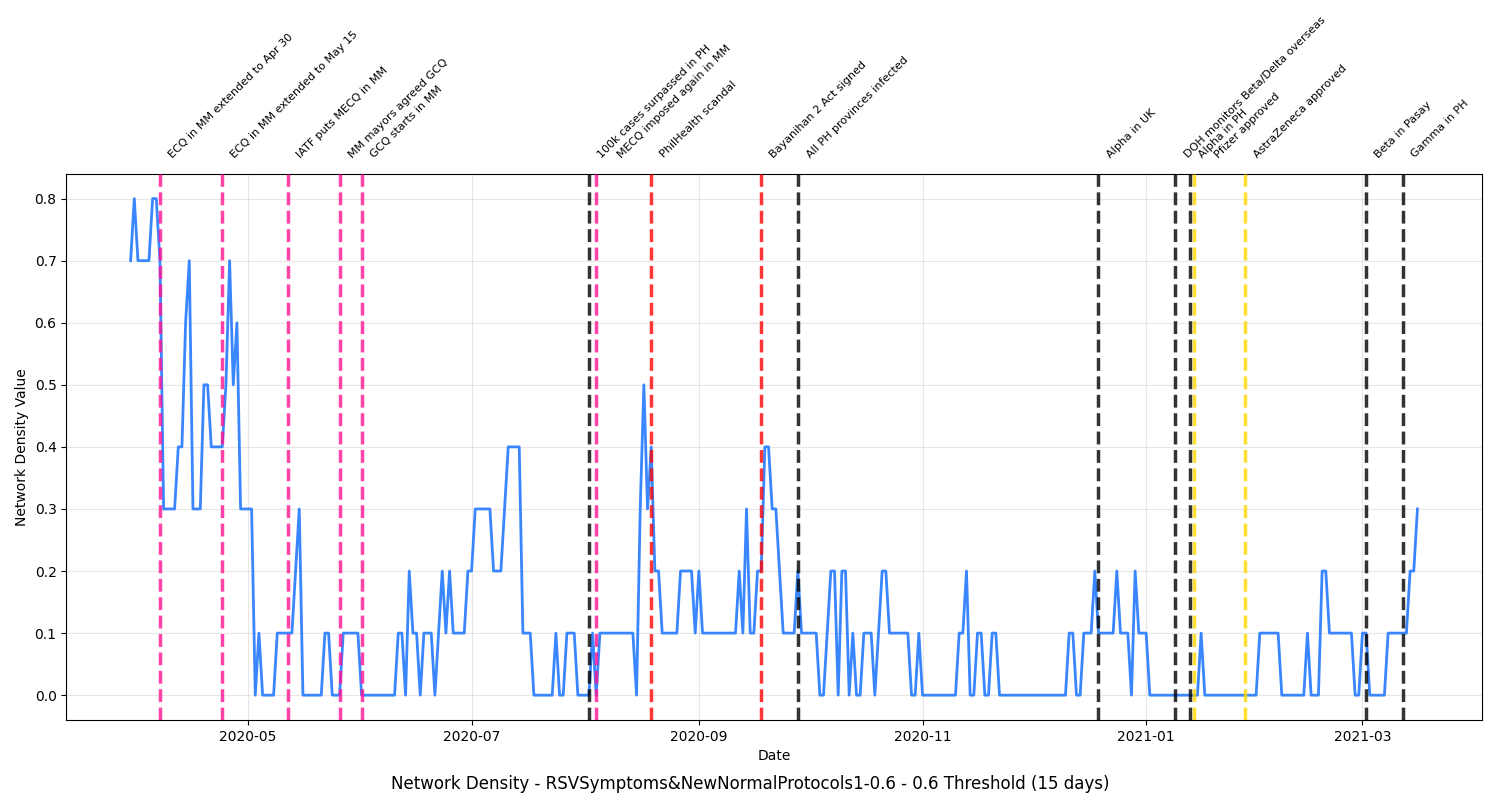 ECQ in MM extended to Apr 30
ECQ in MM extended to May 15
IATF puts MECQ in MM
MM mayors agreed GCQ
GCQ starts in MM
100k cases surpassed in PH
MECQ imposed again in MM
PhilHealth scandal
Bayanihan 2 Act signed
All PH provinces infected
Alpha in UK
DOH monitors Beta/Delta overseas
Alpha in PH
Pfizer approved
AstraZeneca approved
Beta in Pasay
Gamma in PH
Network Density Value
0.8
0.7
0.6
0.5
0.4
0.3
0.2
0.1
0.0
2020-05 2020-07 2020-09 2020-11 2021-01 2021-03
Date
Network Density - RSVSymptoms&NewNormalProtocols1-0.6 - 0.6 Threshold (15 days)